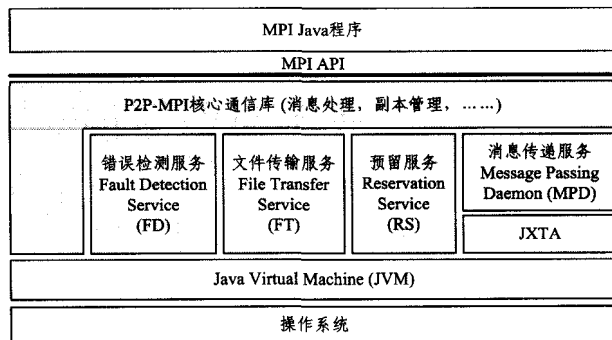 MPI Java程序
MPI API
P2P-MPI核心通信库 (消息处理, 副本管理, ……)
错误检测服务
Fault Detection
Service
(FD)
文件传输服务
File Transfer
Service
(FT)
预留服务
Reservation
Service
(RS)
消息传递服务
Message Passing
Daemon (MPD)
JXTA
Java Virtual Machine (JVM)
操作系统